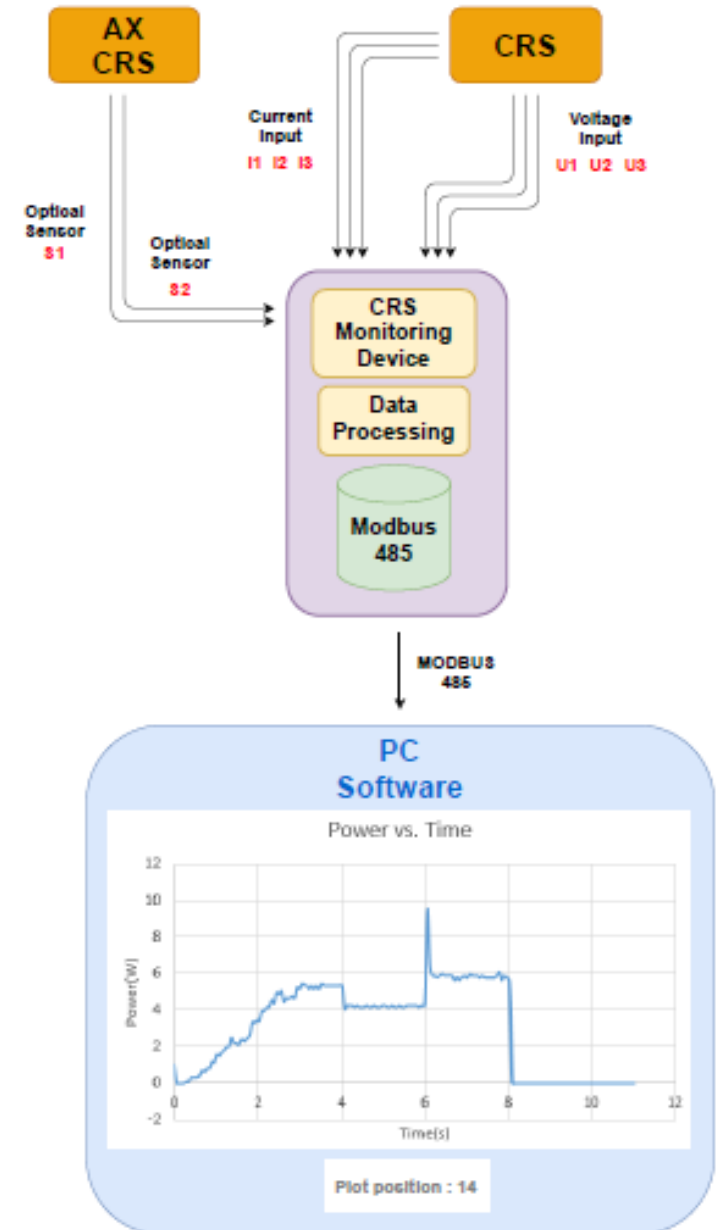 AX
CRS
CRS
Current
Input
I1 I2 I3
Voltage
Input
U1 U2 U3
Optical
Sensor
S1
Optical
Sensor
S2
CRS
Monitoring
Device
Data
Processing
Modbus
485
MODBUS
485
PC
Software
Power vs. Time
12
10
8
6
4
2
0
-2
Power(W)
0 2 4 6 8 10 12
Time(s)
Plot position : 14